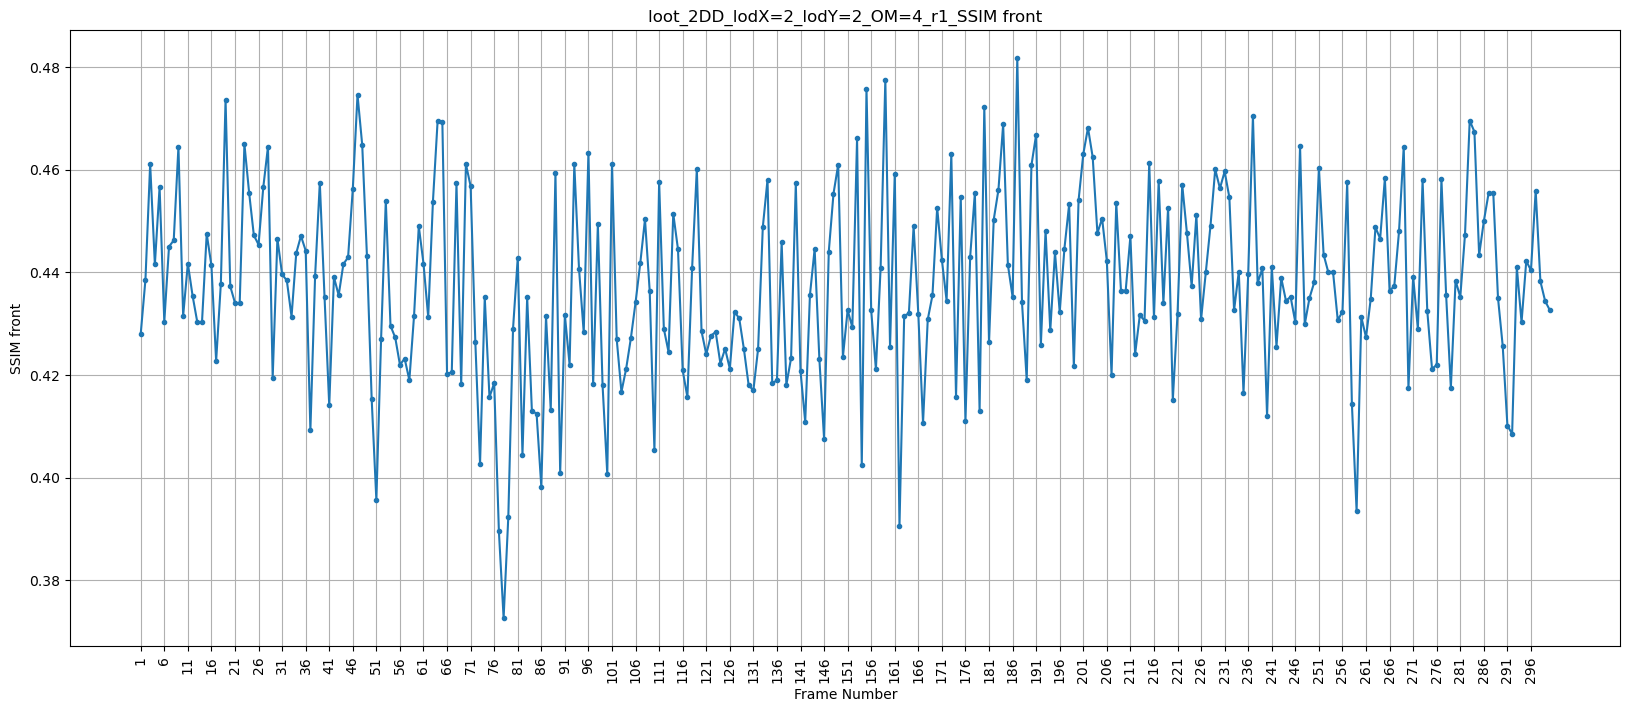 loot_2DD_lodX=2_lodY=2_OM=4_r1_SSIM front
SSIM front
0.48
0.46
0.44
0.42
0.40
0.38
1 6 11 16 21 26 31 36 41 46 51 56 61 66 71 76 81 86 91 96 101 106 111 116 121 126 131 136 141 146 151 156 161 166 171 176 181 186 191 196 201 206 211 216 221 226 231 236 241 246 251 256 261 266 271 276 281 286 291 296
Frame Number